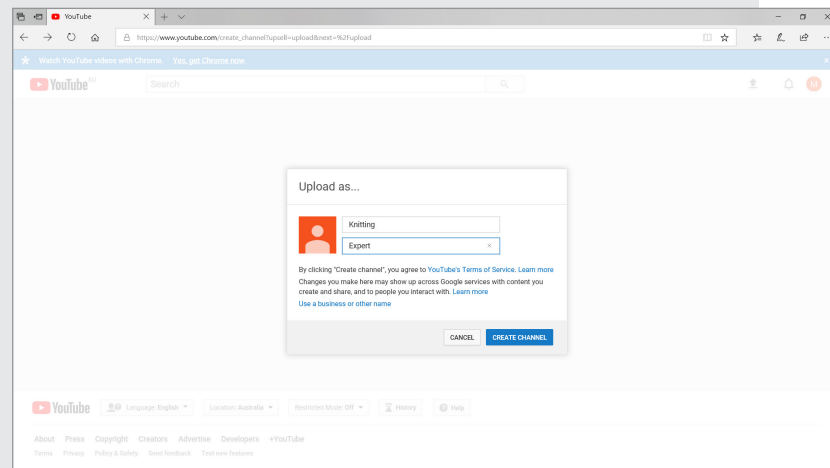 YouTube
https://www.youtube.com/create_channel?upsell=upload&next=%2Fupload
Watch YouTube videos with Chrome. Yes, get Chrome now.
YouTube AU Search M
Upload as...
Knitting
Expert
By clicking "Create channel", you agree to YouTube's Terms of Service. Learn more
Changes you make here may show up across Google services with content you
create and share, and to people you interact with. Learn more
Use a business or other name
CANCEL CREATE CHANNEL
YouTube Language: English Location: Australia Restricted Mode: Off History Help
About Press Copyright Creators Advertise Developers +YouTube
Terms Privacy Policy & Safety Send feedback Test new features